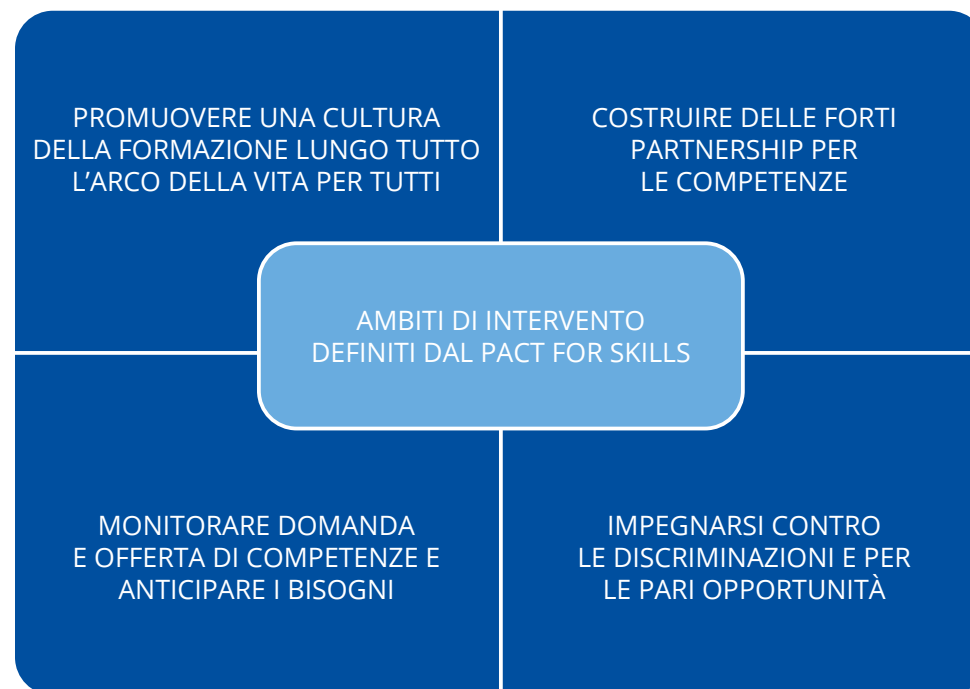 PROMUOVERE UNA CULTURA
DELLA FORMAZIONE LUNGO TUTTO
L'ARCO DELLA VITA PER TUTTI
COSTRUIRE DELLE FORTI
PARTNERSHIP PER
LE COMPETENZE
AMBITI DI INTERVENTO
DEFINITI DAL PACT FOR SKILLS
MONITORARE DOMANDA
E OFFERTA DI COMPETENZE E
ANTICIPARE I BISOGNI
IMPEGNARSI CONTRO
LE DISCRIMINAZIONI E PER
LE PARI OPPORTUNITÀ